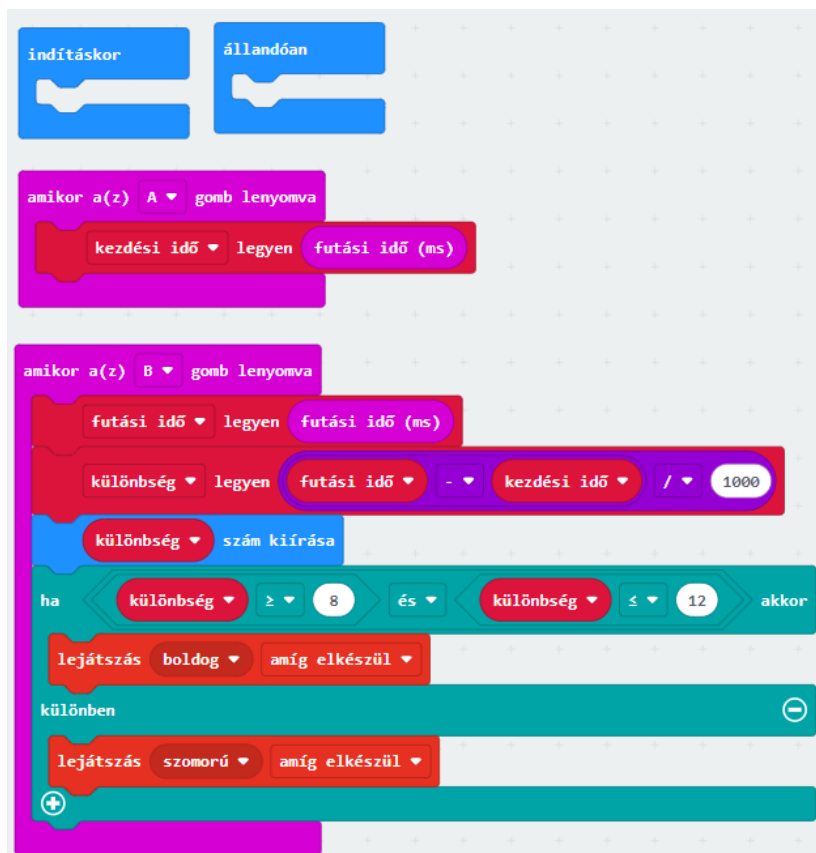 indításkor
állandóan
amikor a(z) A gomb lenyomva
kezdési idő legyen futási idő (ms)
amikor a(z) B gomb lenyomva
futási idő legyen futási idő (ms)
különbség legyen futási idő - kezdési idő / 1000
különbség szám kiírása
ha különbség ≥ 8 és különbség ≤ 12 akkor
lejátszás boldog amíg elkészül
különben
lejátszás szomorú amíg elkészül